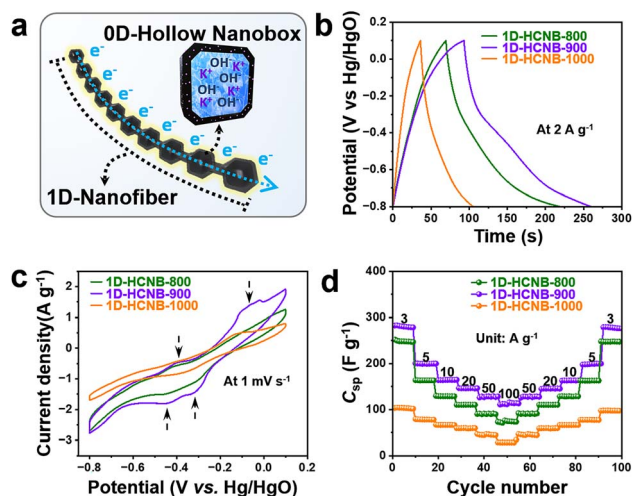 a
0D-Hollow Nanobox
OH⁻ K⁺
K⁺ OH⁻
OH⁻ K⁺
K⁺ OH⁻
e⁻ e⁻ e⁻ e⁻ e⁻ e⁻ e⁻ e⁻
1D-Nanofiber
b
1D-HCNB-800
1D-HCNB-900
1D-HCNB-1000
At 2 A g⁻¹
Potential (V vs Hg/HgO)
0.2
0.0
−0.2
−0.4
−0.6
−0.8
0 50 100 150 200 250 300
Time (s)
c
1D-HCNB-800
1D-HCNB-900
1D-HCNB-1000
At 1 mV s⁻¹
Current density(A g⁻¹)
2
1
0
−1
−2
−3
−0.8 −0.6 −0.4 −0.2 0.0 0.2
Potential (V vs. Hg/HgO)
d
1D-HCNB-800
1D-HCNB-900
1D-HCNB-1000
Unit: A g⁻¹
3 5 10 20 50 100 50 20 10 5 3
Csp (F g⁻¹)
400
300
200
100
0
0 20 40 60 80 100
Cycle number